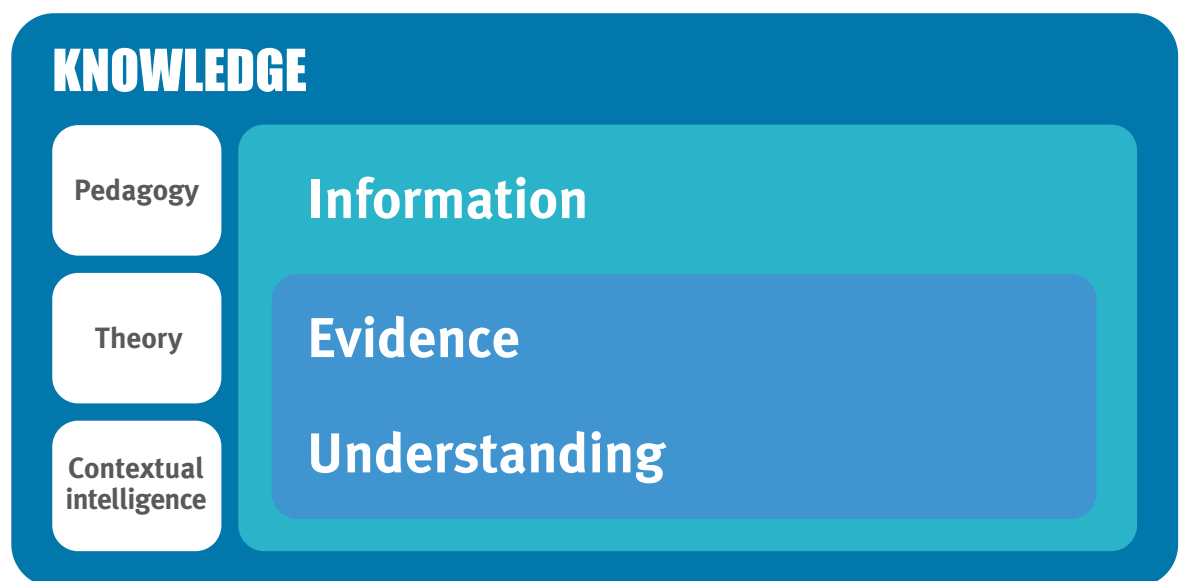 KNOWLEDGE
Pedagogy
Information
Theory
Evidence
Understanding
Contextual
intelligence